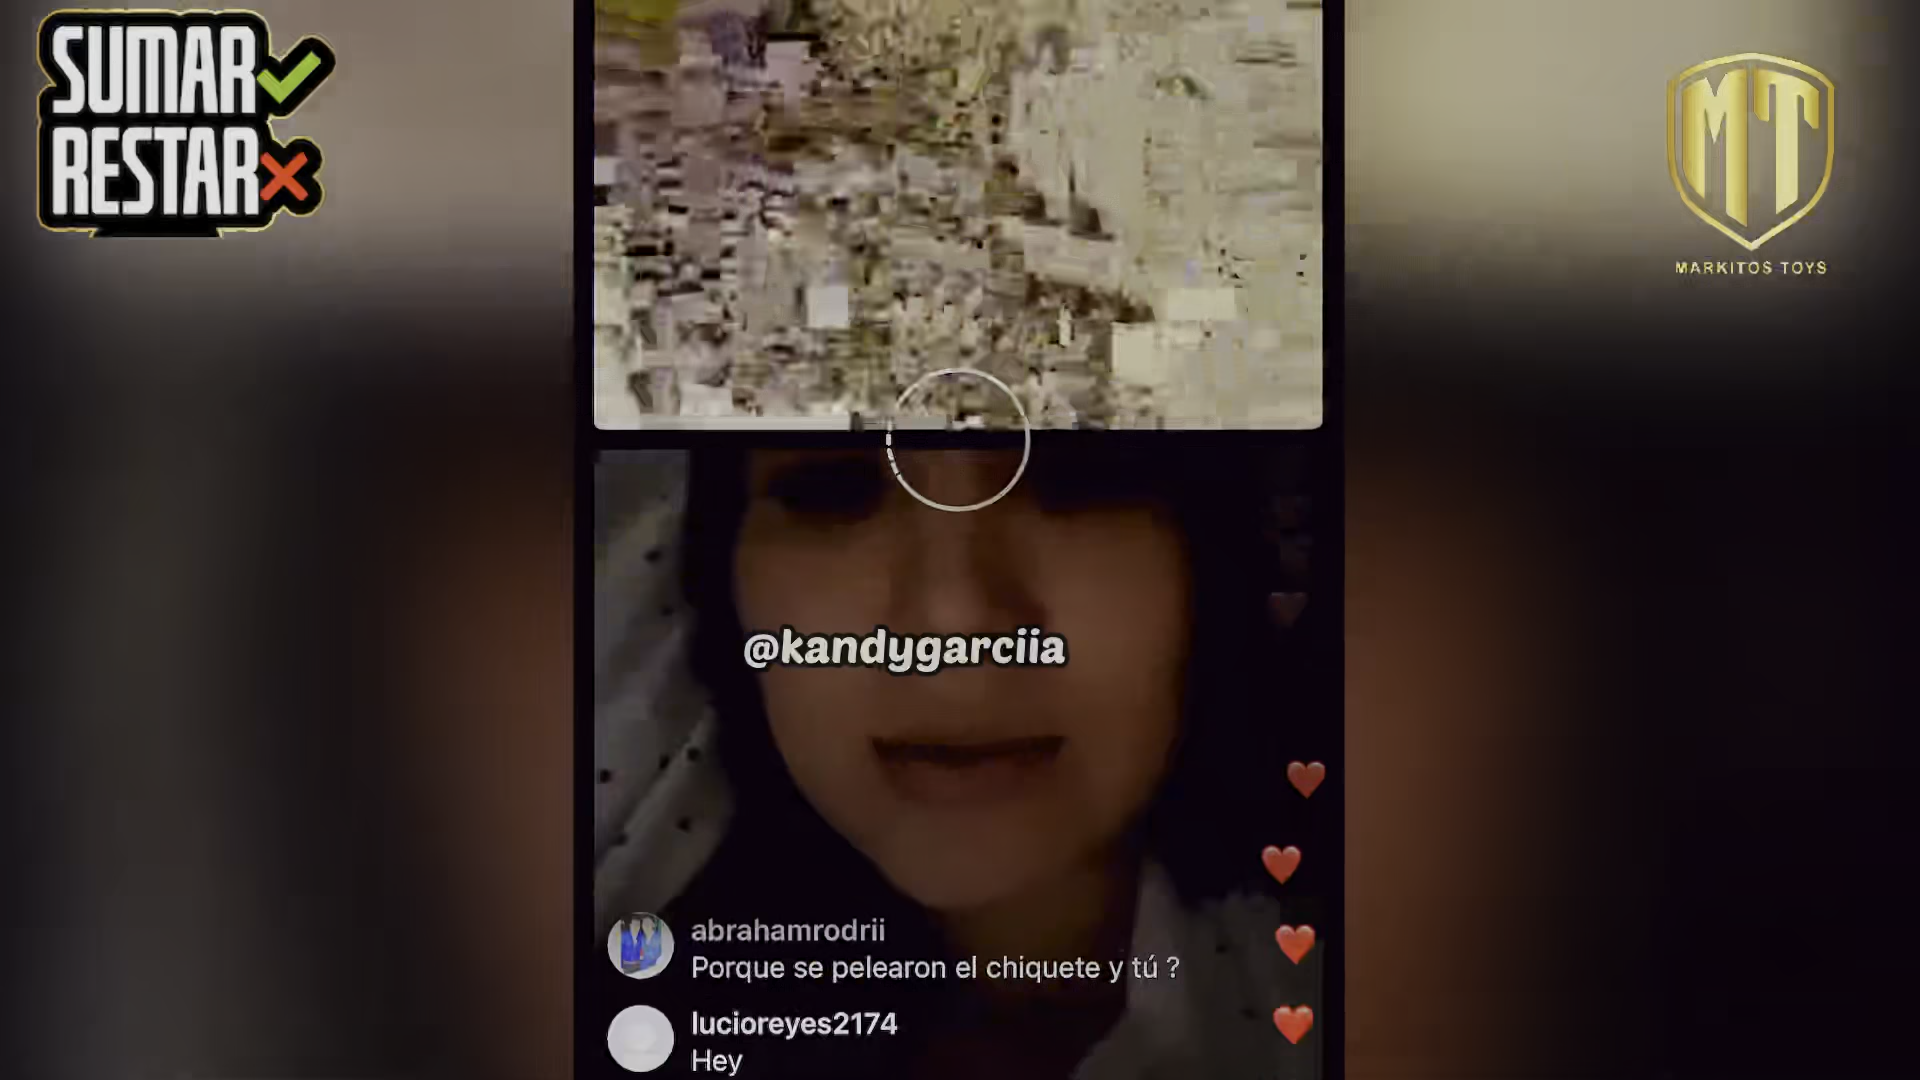 SUMAR
RESTAR
MT
MARKITOS TOYS
@kandygarciia
abrahamrodrii
Porque se pelearon el chiquete y tú ?
lucioreyes2174
Hey